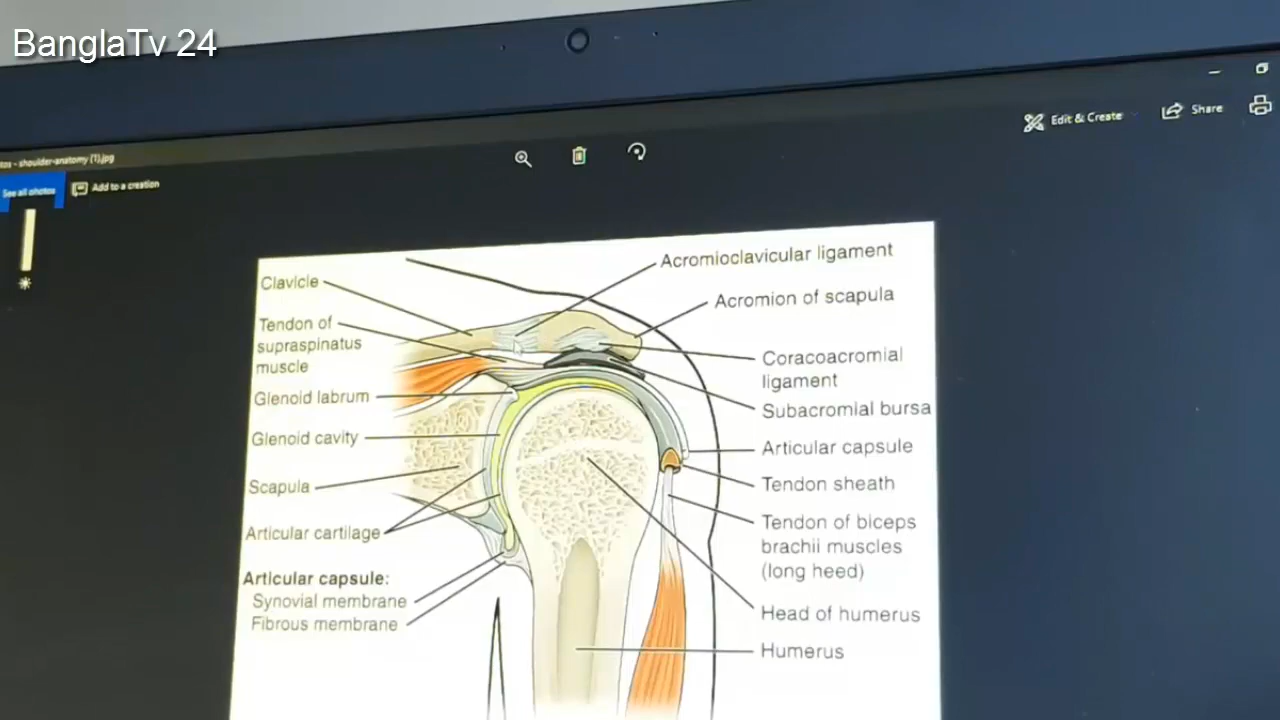 BanglaTv 24
Edit & Create
Share
shoulder-anatomy (1).jpg
See all photos
Add to a creation
Clavicle
Tendon of
supraspinatus
muscle
Glenoid labrum
Glenoid cavity
Scapula
Articular cartilage
Articular capsule:
Synovial membrane
Fibrous membrane
Acromioclavicular ligament
Acromion of scapula
Coracoacromial
ligament
Subacromial bursa
Articular capsule
Tendon sheath
Tendon of biceps
brachii muscles
(long heed)
Head of humerus
Humerus